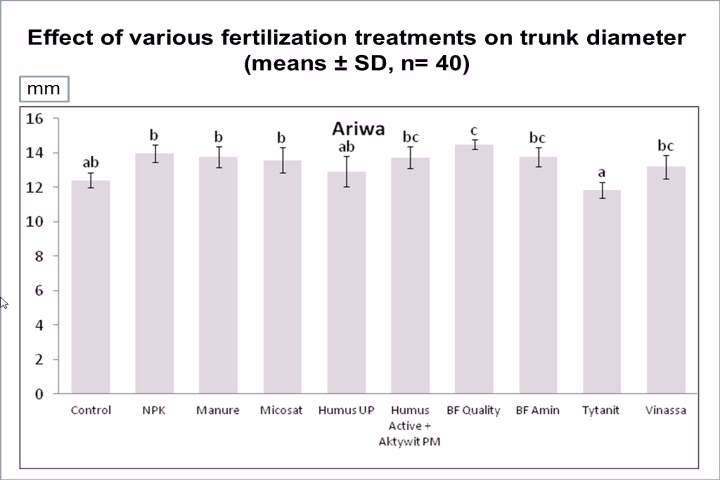 Effect of various fertilization treatments on trunk diameter
(means ± SD, n= 40)
mm
Ariwa
16
14
12
10
8
6
4
2
0
ab b b b ab bc c bc a bc
Control NPK Manure Micosat Humus UP Humus BF Quality BF Amin Tytanit Vinassa
Active +
Aktywit PM